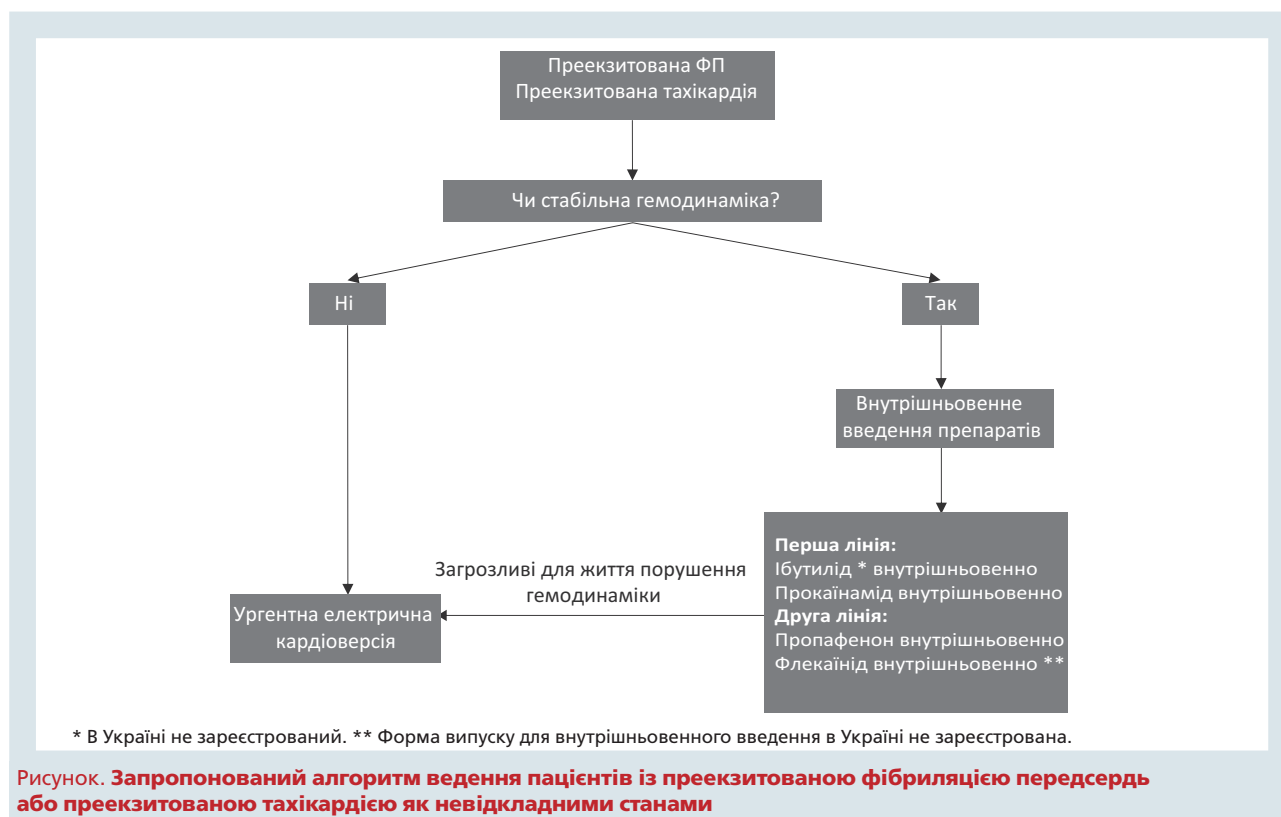 Преекзитована ФП
Преекзитована тахікардія
Чи стабільна гемодинаміка?
Ні
Так
Внутрішньовенне
введення препаратів
Загрозливі для життя порушення
гемодинаміки
Ургентна електрична
кардіоверсія
Перша лінія:
Ібутилід * внутрішньовенно
Прокаїнамід внутрішньовенно
Друга лінія:
Пропафенон внутрішньовенно
Флекаїнід внутрішньовенно **
* В Україні не зареєстрований. ** Форма випуску для внутрішньовенного введення в Україні не зареєстрована.
Рисунок. Запропонований алгоритм ведення пацієнтів із преекзитованою фібриляцією передсердь
або преекзитованою тахікардією як невідкладними станами